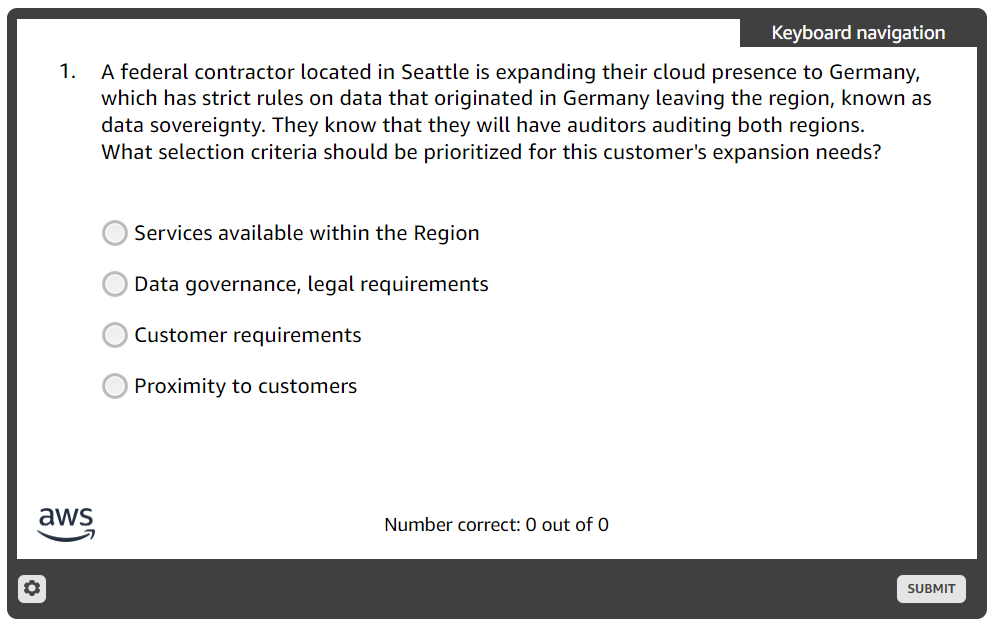 Keyboard navigation
1. A federal contractor located in Seattle is expanding their cloud presence to Germany,
which has strict rules on data that originated in Germany leaving the region, known as
data sovereignty. They know that they will have auditors auditing both regions.
What selection criteria should be prioritized for this customer's expansion needs?
Services available within the Region
Data governance, legal requirements
Customer requirements
Proximity to customers
aws
Number correct: 0 out of 0
SUBMIT